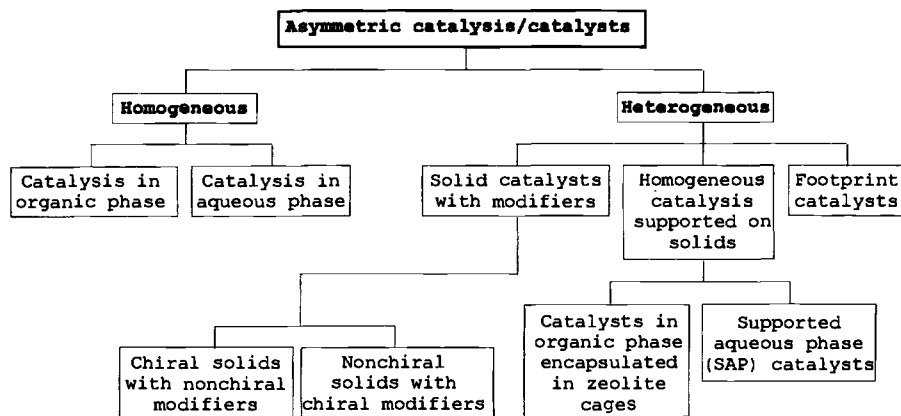 Asymmetric catalysis/catalysts
Homogeneous
Heterogeneous
Catalysis in
organic phase
Catalysis in
aqueous phase
Solid catalysts
with modifiers
Homogeneous
catalysis
supported on
solids
Footprint
catalysts
Chiral solids
with nonchiral
modifiers
Nonchiral
solids with
chiral modifiers
Catalysts in
organic phase
encapsulated
in zeolite
cages
Supported
aqueous phase
(SAP) catalysts